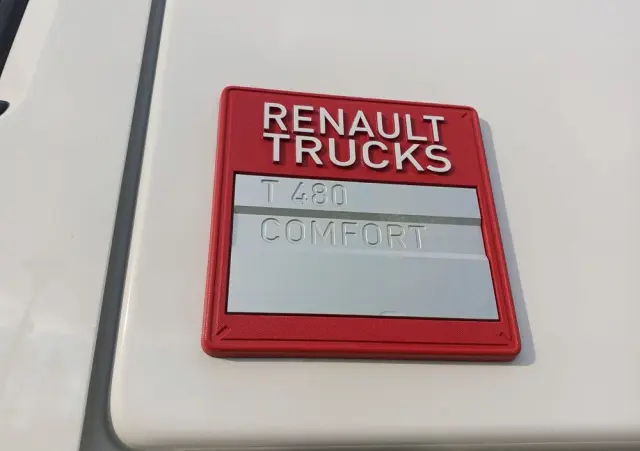 RENAULT
TRUCKS
T 480
COMFORT